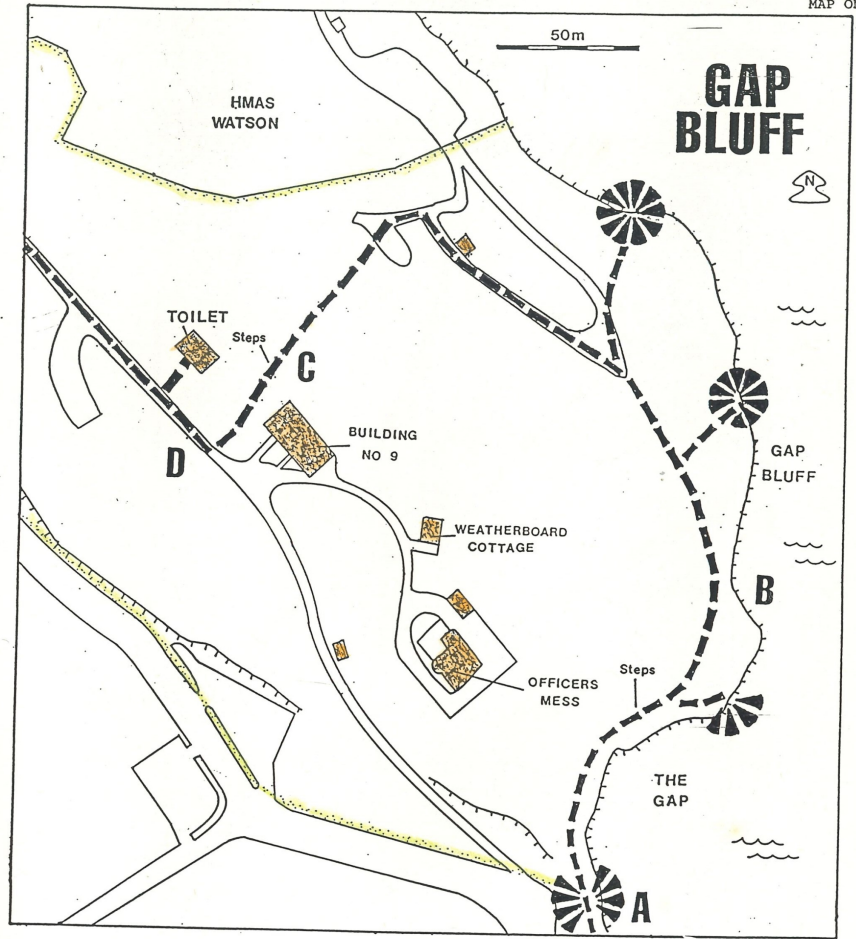 MAP O
50m
GAP
BLUFF
HMAS
WATSON
N
TOILET
Steps
C
BUILDING
NO 9
D
GAP
BLUFF
WEATHERBOARD
COTTAGE
B
Steps
OFFICERS
MESS
THE
GAP
A